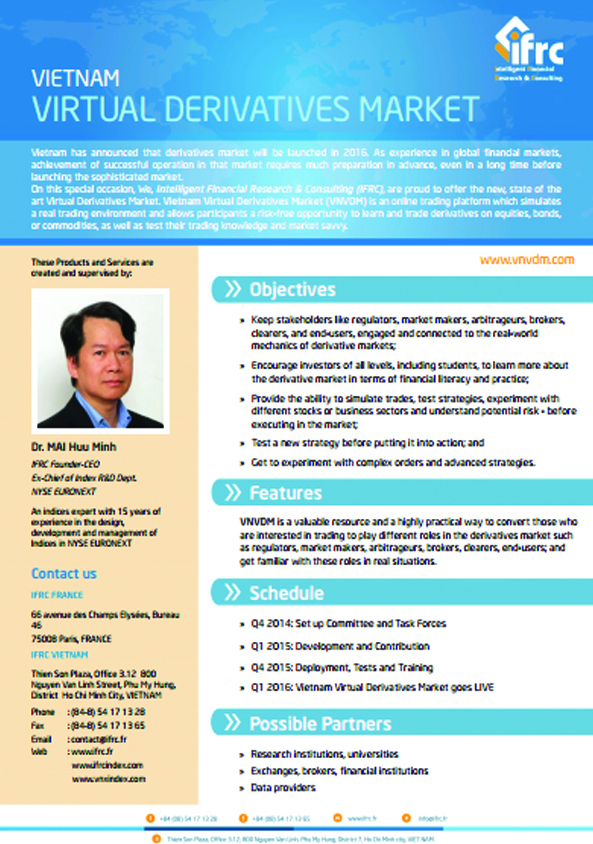 ifrc
Intelligent Financial
Research & Consulting
VIETNAM
VIRTUAL DERIVATIVES MARKET
Vietnam has announced that derivatives market will be launched in 2016. As experience in global financial markets,
achievement of successful operation in that market requires much preparation in advance, even in a long time before
launching the sophisticated market.
On this special occasion, We, Intelligent Financial Research & Consulting (IFRC), are proud to offer the new, state of the
art Virtual Derivatives Market. Vietnam Virtual Derivatives Market (VNVDM) is an online trading platform which simulates
a real trading environment and allows participants a risk-free opportunity to learn and trade derivatives on equities, bonds,
or commodities, as well as test their trading knowledge and market savvy.
These Products and Services are
created and supervised by:
Dr. MAI Huu Minh
IFRC Founder-CEO
Ex-Chief of Index R&D Dept.
NYSE EURONEXT
An indices expert with 15 years of
experience in the design,
development and management of
Indices in NYSE EURONEXT
Contact us
IFRC FRANCE
66 avenue des Champs Elysées, Bureau
46
75008 Paris, FRANCE
IFRC VIETNAM
Thien Son Plaza, Office 3.12 800
Nguyen Van Linh Street, Phu My Hung,
District Ho Chi Minh City, VIETNAM
Phone : (84-8) 54 17 13 28
Fax : (84-8) 54 17 13 65
Email : contact@ifrc.fr
Web : www.ifrc.fr
www.ifrcindex.com
www.vnxindex.com
www.vnvdm.com
» Objectives
» Keep stakeholders like regulators, market makers, arbitrageurs, brokers,
clearers, and end-users, engaged and connected to the real-world
mechanics of derivative markets;
» Encourage investors of all levels, including students, to learn more about
the derivative market in terms of financial literacy and practice;
» Provide the ability to simulate trades, test strategies, experiment with
different stocks or business sectors and understand potential risk - before
executing in the market;
» Test a new strategy before putting it into action; and
» Get to experiment with complex orders and advanced strategies.
» Features
VNVDM is a valuable resource and a highly practical way to convert those who
are interested in trading to play different roles in the derivatives market such
as regulators, market makers, arbitrageurs, brokers, clearers, end-users; and
get familiar with these roles in real situations.
» Schedule
» Q4 2014: Set up Committee and Task Forces
» Q1 2015: Development and Contribution
» Q4 2015: Deployment, Tests and Training
» Q1 2016: Vietnam Virtual Derivatives Market goes LIVE
» Possible Partners
» Research institutions, universities
» Exchanges, brokers, financial institutions
» Data providers
+84 (08) 54 17 13 28 +84 (08) 54 17 13 65 www.ifrc.fr info@ifrc.fr
Thien Son Plaza, Office 3.12, 800 Nguyen Van Linh, Phu My Hung, District 7, Ho Chi Minh city, VIET NAM